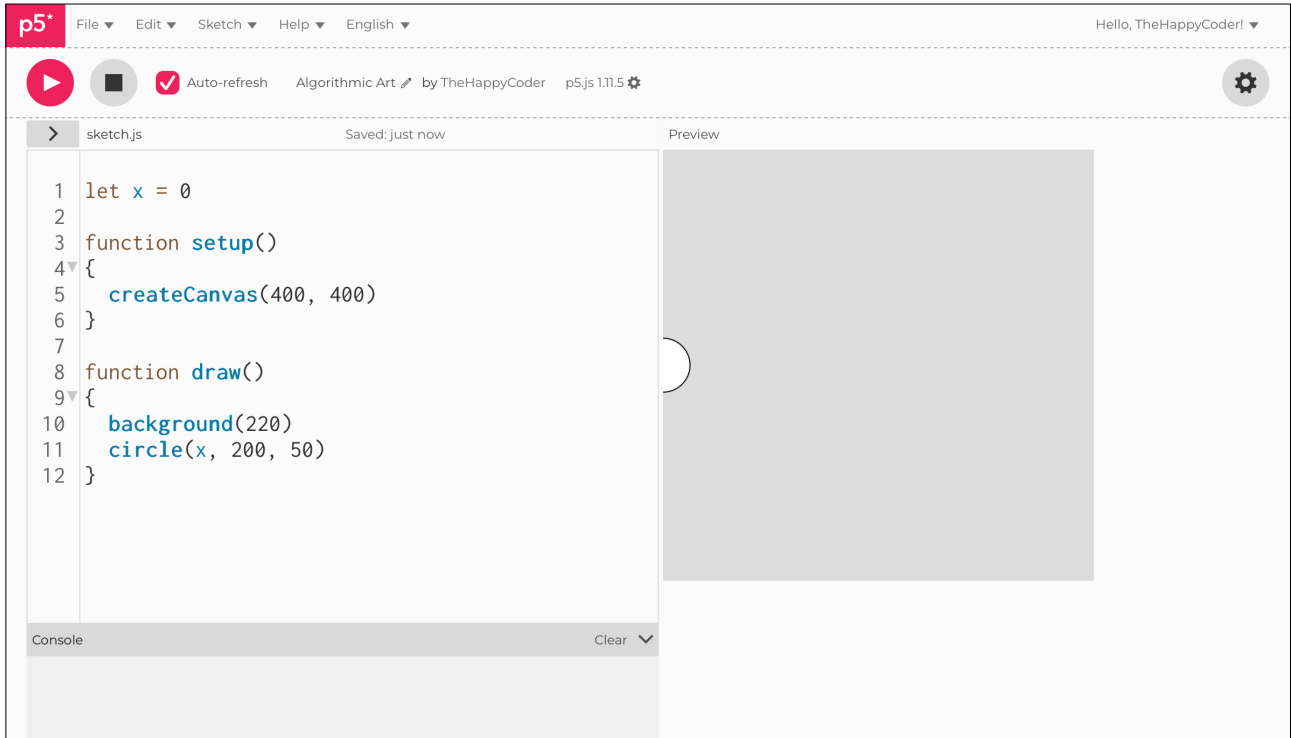 p5* File Edit Sketch Help English Hello, TheHappyCoder!
Auto-refresh Algorithmic Art by TheHappyCoder p5.js 1.11.5
sketch.js Saved: just now Preview
1 let x = 0
2
3 function setup()
4 {
5   createCanvas(400, 400)
6 }
7
8 function draw()
9 {
10   background(220)
11   circle(x, 200, 50)
12 }
Console Clear